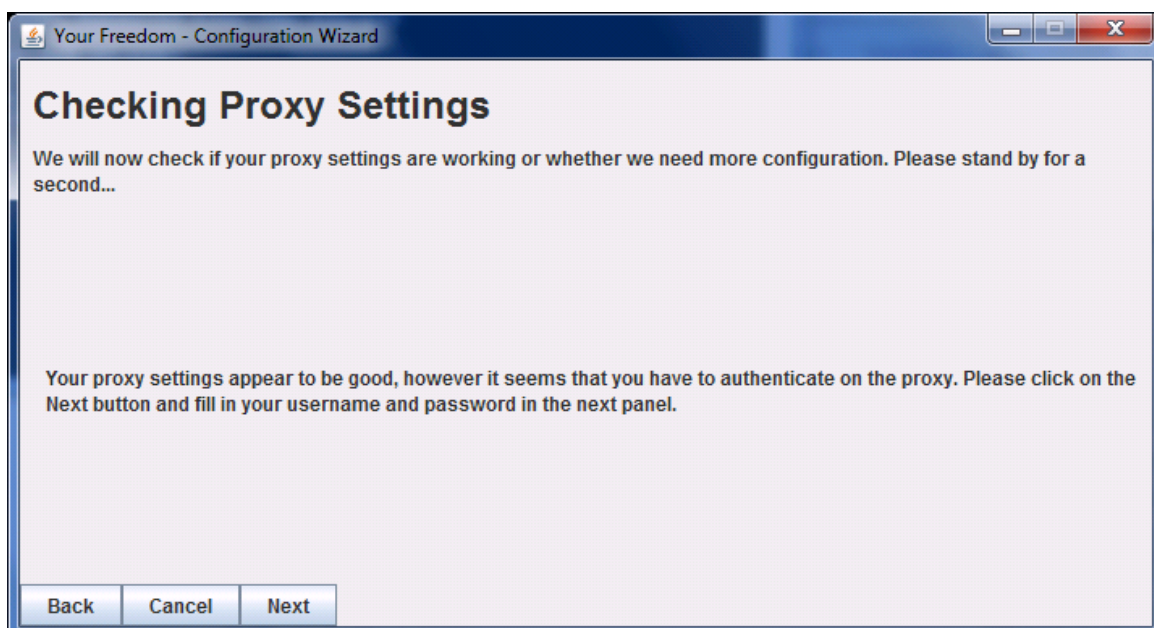 Your Freedom - Configuration Wizard
Checking Proxy Settings
We will now check if your proxy settings are working or whether we need more configuration. Please stand by for a
second...
Your proxy settings appear to be good, however it seems that you have to authenticate on the proxy. Please click on the
Next button and fill in your username and password in the next panel.
Back Cancel Next